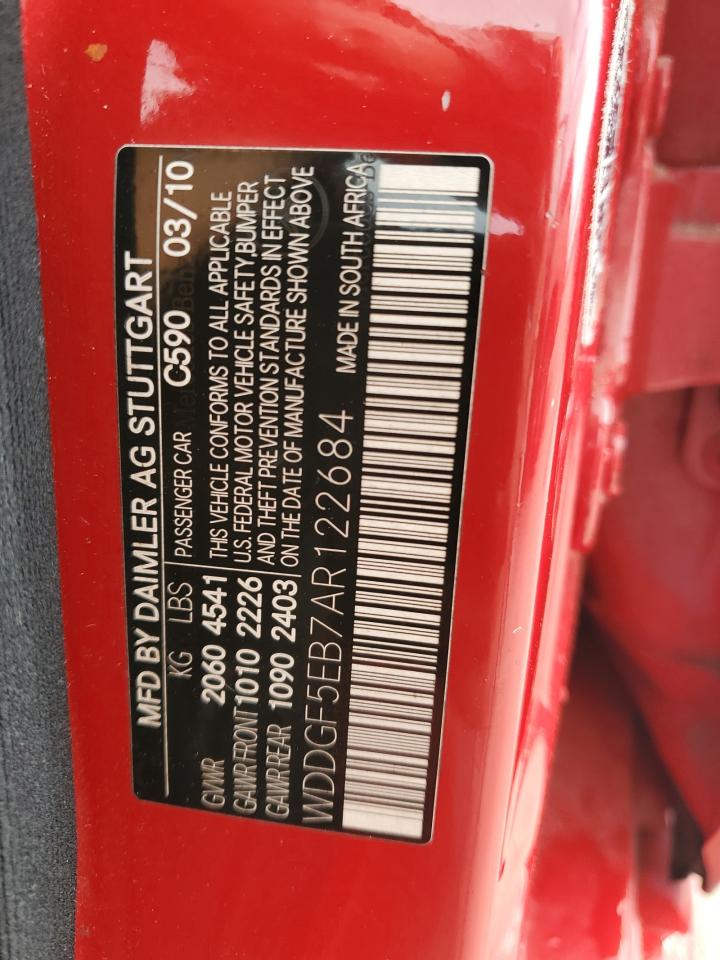 MFD BY DAIMLER AG STUTTGART
KG LBS PASSENGER CAR C590 03/10
GVWR 2060 4541 THIS VEHICLE CONFORMS TO ALL APPLICABLE
GAWR FRONT 1010 2226 U.S. FEDERAL MOTOR VEHICLE SAFETY,BUMPER
GAWR REAR 1090 2403 AND THEFT PREVENTION STANDARDS IN EFFECT
ON THE DATE OF MANUFACTURE SHOWN ABOVE
WDDGF5EB7AR122684 MADE IN SOUTH AFRICA